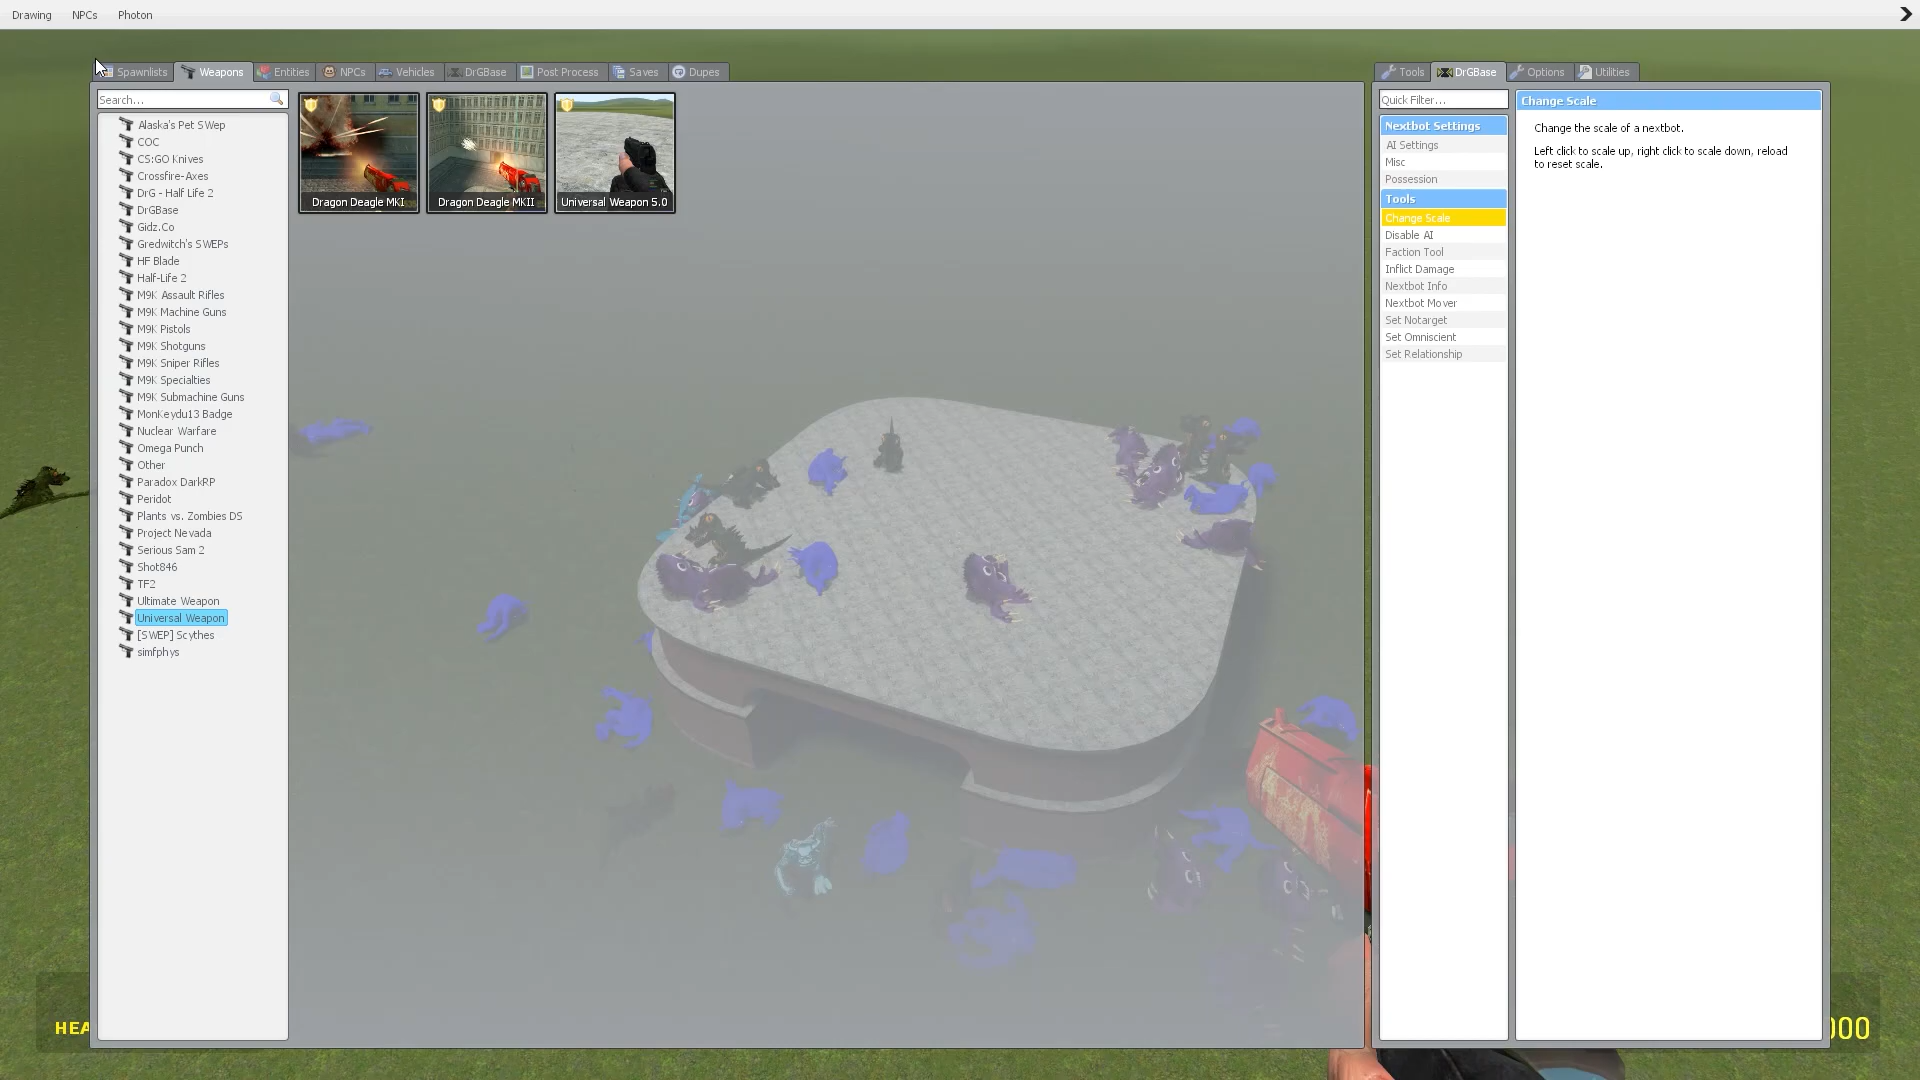 Drawing
NPCs
Photon
Spawnlists
Weapons
Entities
NPCs
Vehicles
DrGBase
Post Process
Saves
Dupes
Search...
Alaska's Pet SWep
COC
CS:GO Knives
Crossfire-Axes
DrG - Half Life 2
DrGBase
Gidz.Co
Gredwitch's SWEPs
HF Blade
Half-Life 2
M9K Assault Rifles
M9K Machine Guns
M9K Pistols
M9K Shotguns
M9K Sniper Rifles
M9K Specialties
M9K Submachine Guns
MonKeydu13 Badge
Nuclear Warfare
Omega Punch
Other
Paradox DarkRP
Peridot
Plants vs. Zombies DS
Project Nevada
Serious Sam 2
Shot846
TF2
Ultimate Weapon
Universal Weapon
[SWEP] Scythes
simfphys
Dragon Deagle MKI
Dragon Deagle MKII
Universal Weapon 5.0
Tools
DrGBase
Options
Utilities
Quick Filter...
Nextbot Settings
AI Settings
Misc
Possession
Tools
Change Scale
Disable AI
Faction Tool
Inflict Damage
Nextbot Info
Nextbot Mover
Set Notarget
Set Omniscient
Set Relationship
Change Scale
Change the scale of a nextbot.
Left click to scale up, right click to scale down, reload
to reset scale.
HEA
000